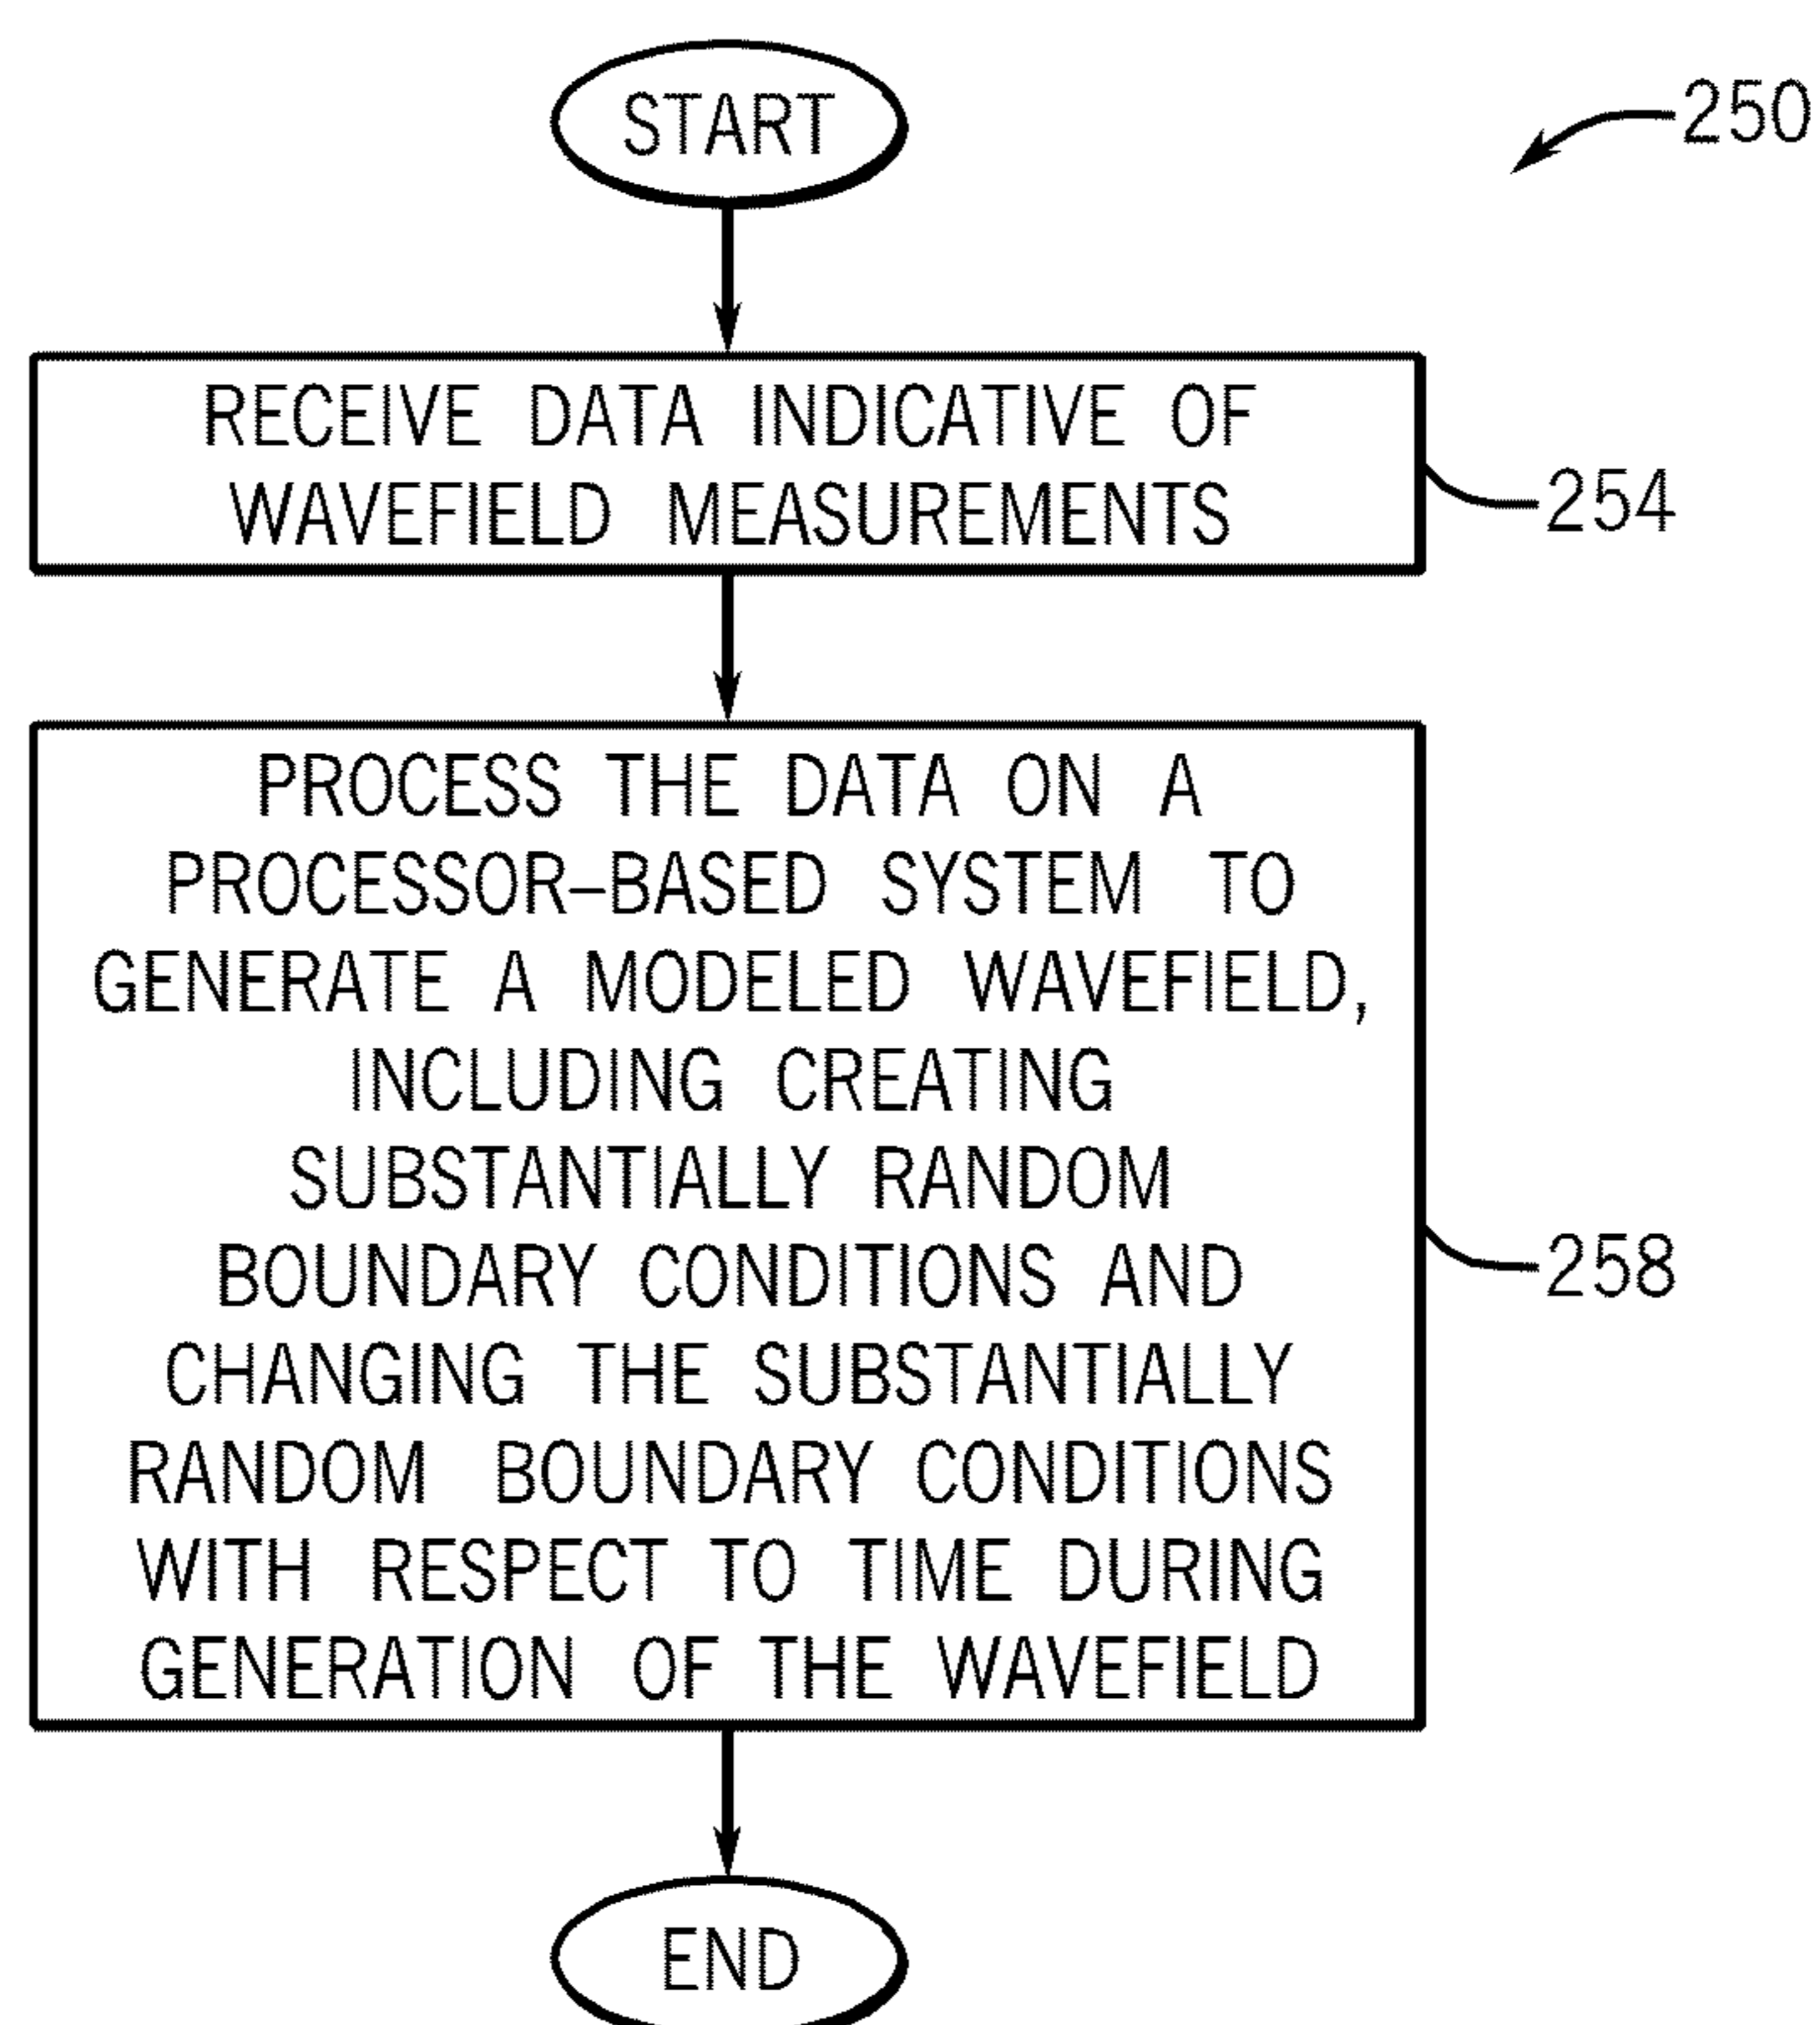 START
250
RECEIVE DATA INDICATIVE OF
WAVEFIELD MEASUREMENTS
254
PROCESS THE DATA ON A
PROCESSOR-BASED SYSTEM TO
GENERATE A MODELED WAVEFIELD,
INCLUDING CREATING
SUBSTANTIALLY RANDOM
BOUNDARY CONDITIONS AND
CHANGING THE SUBSTANTIALLY
RANDOM BOUNDARY CONDITIONS
WITH RESPECT TO TIME DURING
GENERATION OF THE WAVEFIELD
258
END